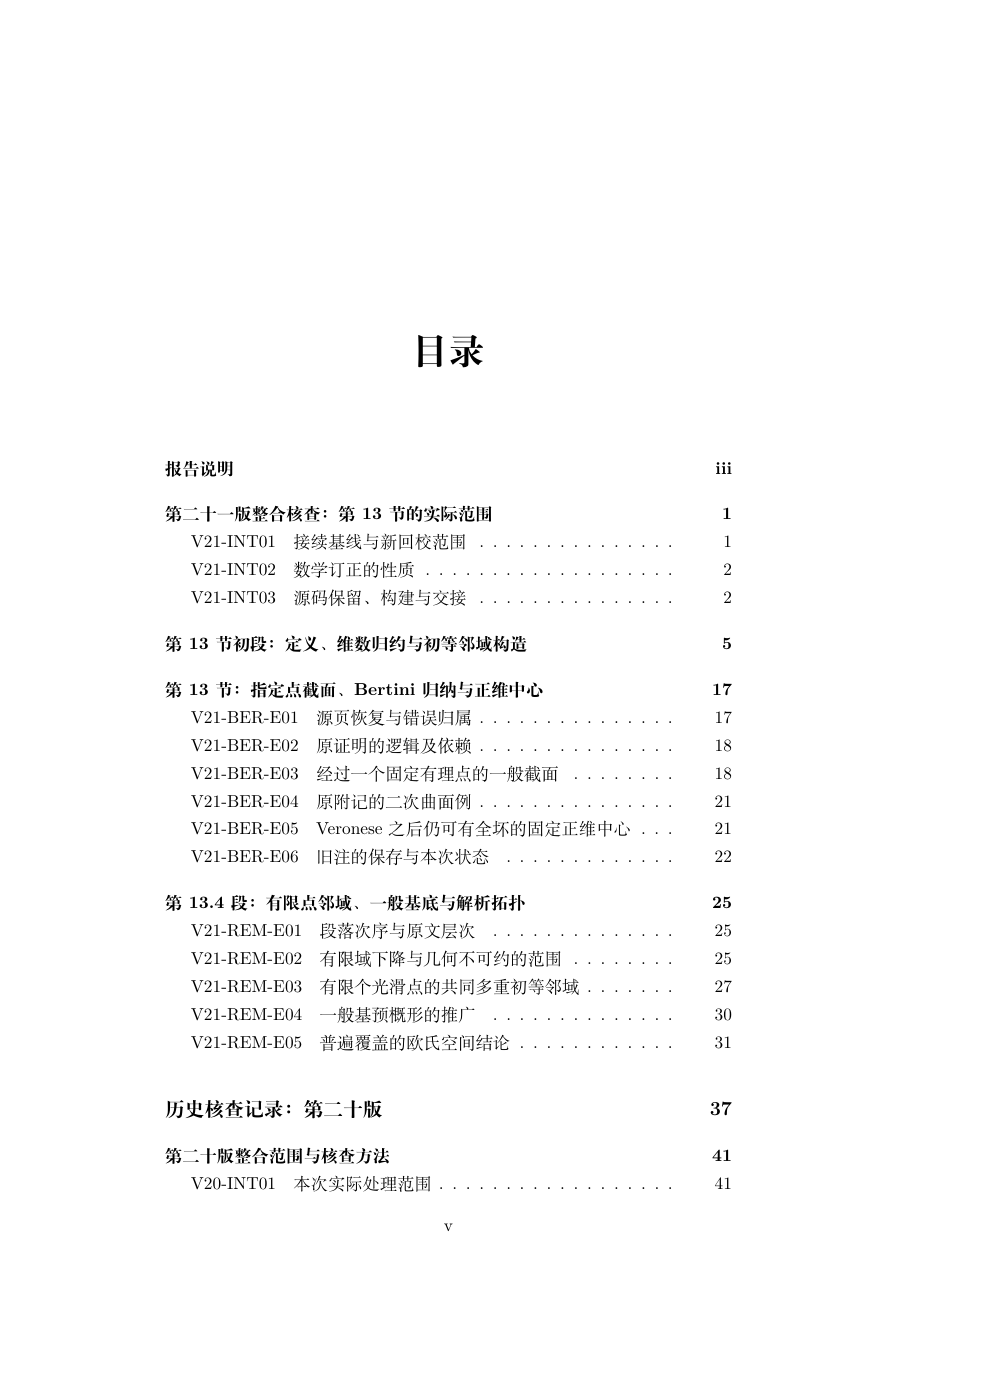 目录
报告说明 iii
第二十一版整合核查：第 13 节的实际范围 1
V21-INT01 接续基线与新回校范围 . . . . . . . . . . . . . . . 1
V21-INT02 数学订正的性质 . . . . . . . . . . . . . . . . . . . 2
V21-INT03 源码保留、构建与交接 . . . . . . . . . . . . . . . 2
第 13 节初段：定义、维数归约与初等邻域构造 5
第 13 节：指定点截面、Bertini 归纳与正维中心 17
V21-BER-E01 源页恢复与错误归属 . . . . . . . . . . . . . . . 17
V21-BER-E02 原证明的逻辑及依赖 . . . . . . . . . . . . . . . 18
V21-BER-E03 经过一个固定有理点的一般截面 . . . . . . . . 18
V21-BER-E04 原附记的二次曲面例 . . . . . . . . . . . . . . . 21
V21-BER-E05 Veronese 之后仍可有全坏的固定正维中心 . . . 21
V21-BER-E06 旧注的保存与本次状态 . . . . . . . . . . . . . 22
第 13.4 段：有限点邻域、一般基底与解析拓扑 25
V21-REM-E01 段落次序与原文层次 . . . . . . . . . . . . . . 25
V21-REM-E02 有限域下降与几何不可约的范围 . . . . . . . . 25
V21-REM-E03 有限个光滑点的共同多重初等邻域 . . . . . . . 27
V21-REM-E04 一般基预概形的推广 . . . . . . . . . . . . . . 30
V21-REM-E05 普遍覆盖的欧氏空间结论 . . . . . . . . . . . . 31
历史核查记录：第二十版 37
第二十版整合范围与核查方法 41
V20-INT01 本次实际处理范围 . . . . . . . . . . . . . . . . . . 41
v